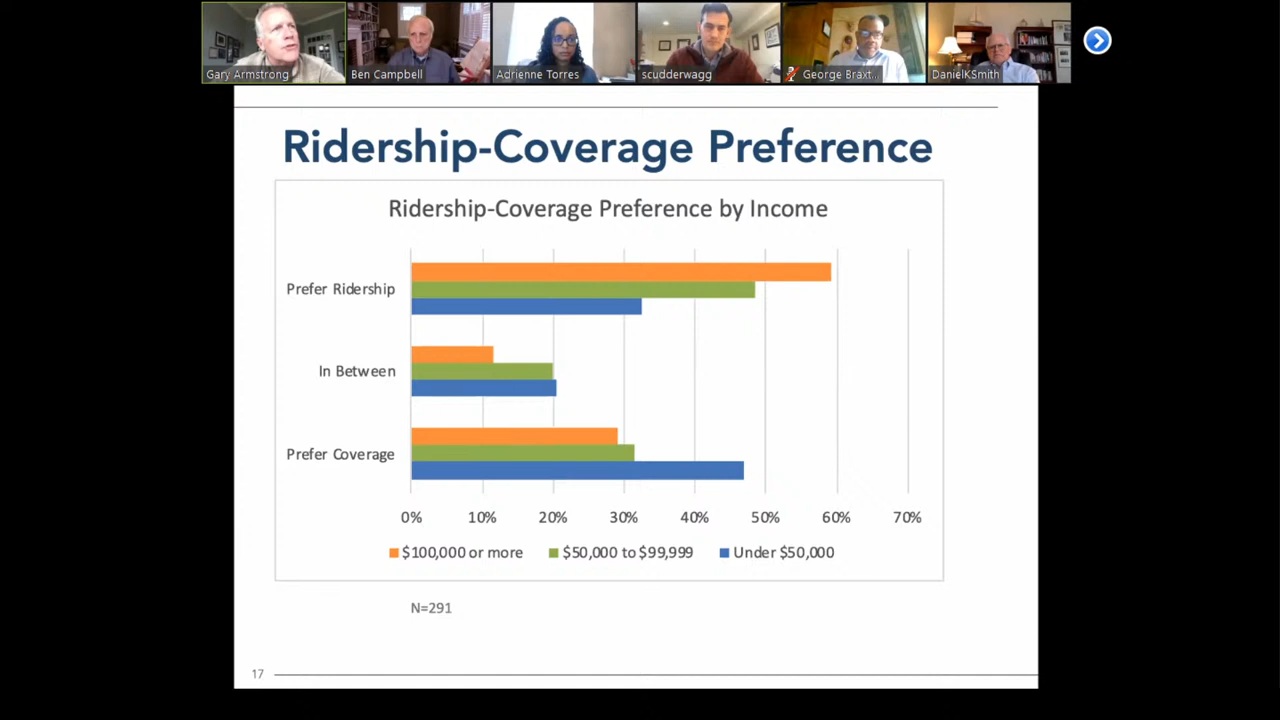 Gary Armstrong
Ben Campbell
Adrienne Torres
scudderwagg
George Braxt...
DanielKSmith
Ridership-Coverage Preference
Ridership-Coverage Preference by Income
Prefer Ridership
In Between
Prefer Coverage
0% 10% 20% 30% 40% 50% 60% 70%
$100,000 or more $50,000 to $99,999 Under $50,000
N=291
17